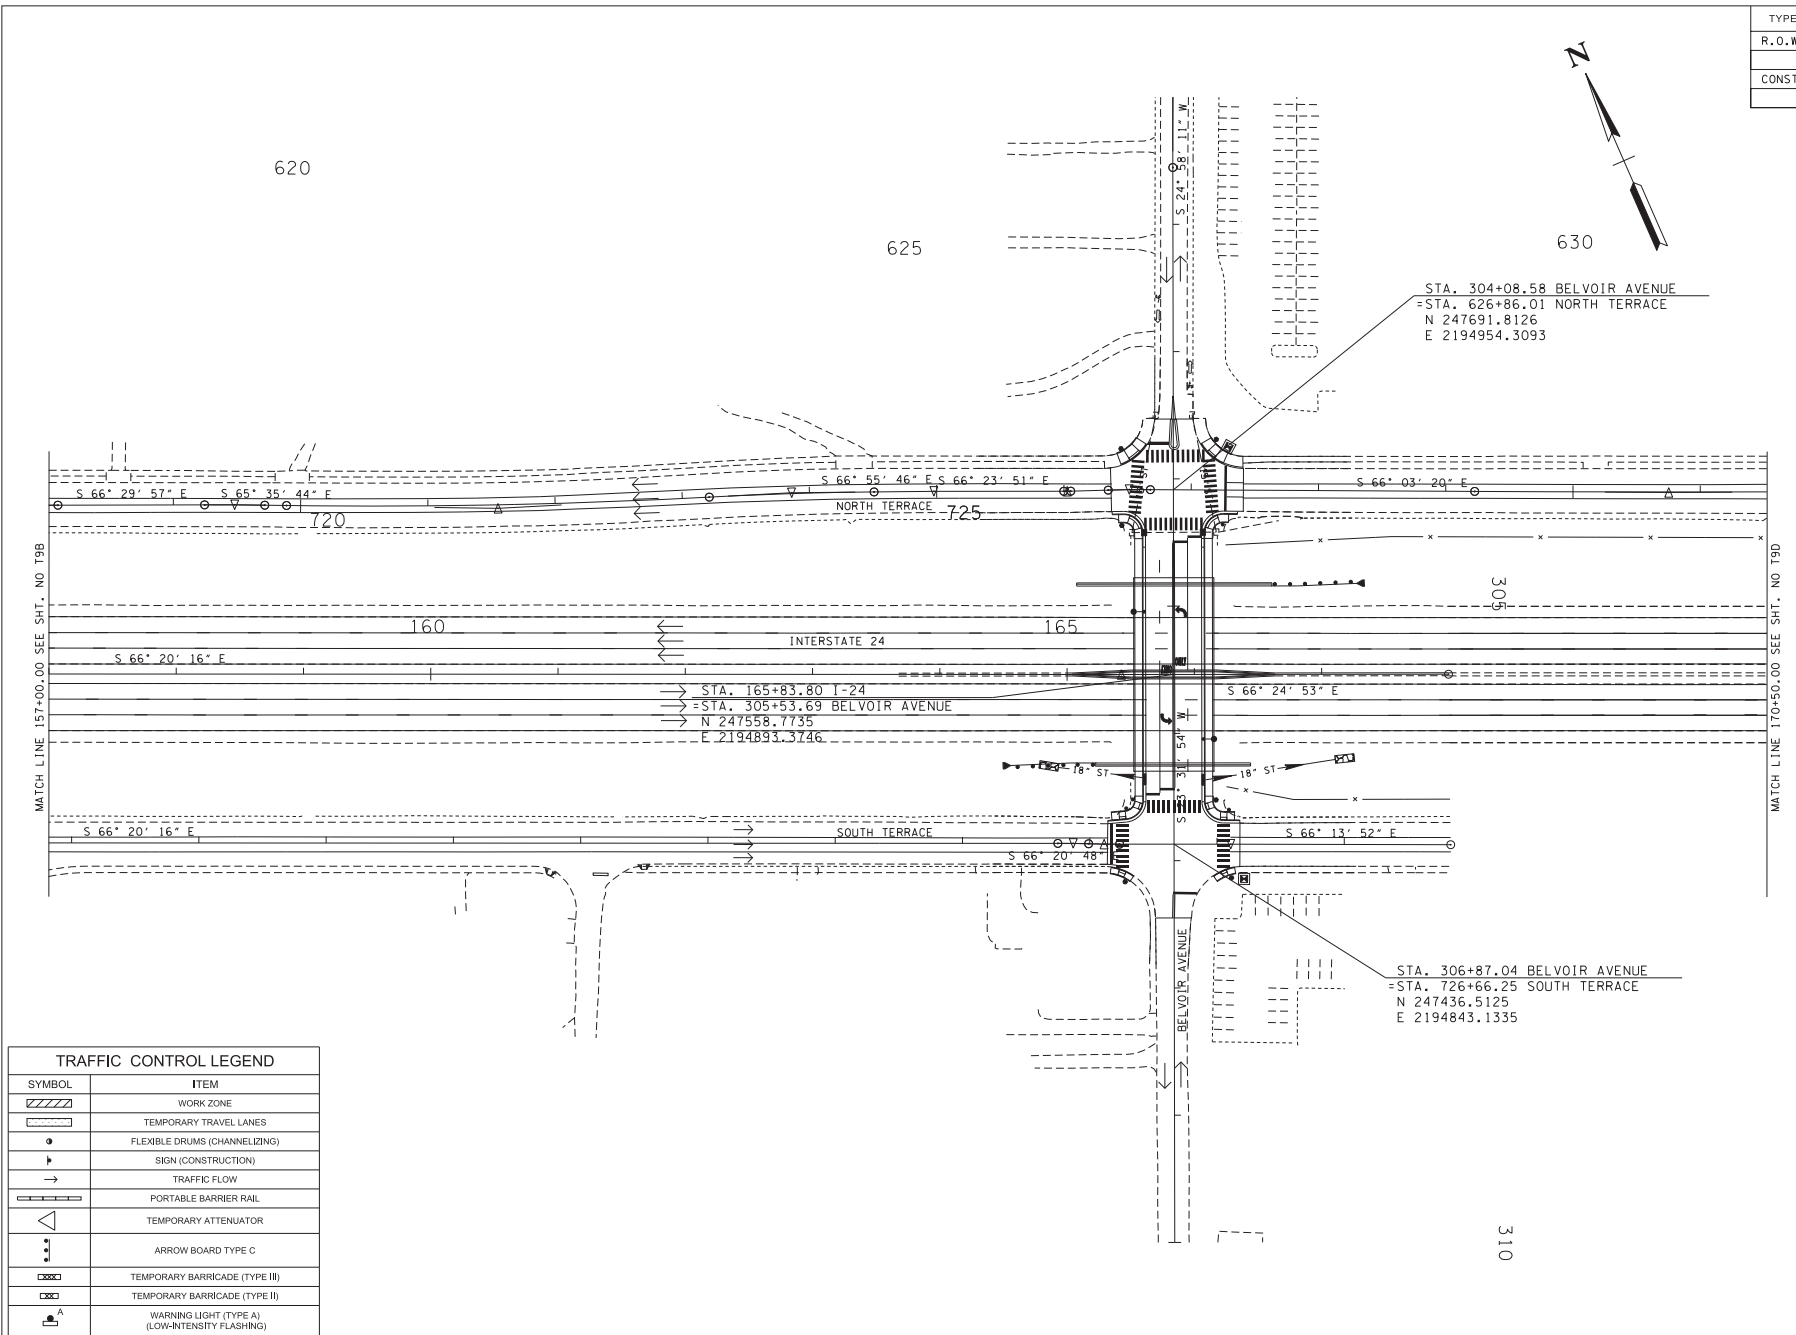 TYPE
R.O.W
CONST
N
620
625
630
S 24° 58' 11" W
STA. 304+08.58 BELVOIR AVENUE
=STA. 626+86.01 NORTH TERRACE
N 247691.8126
E 2194954.3093
S 66° 29' 57" E
S 65° 35' 44" E
S 66° 55' 46" E
S 66° 23' 51" E
S 66° 03' 20" E
NORTH TERRACE
720
725
MATCH LINE 157+00.00 SEE SHT. NO T9B
MATCH LINE 170+50.00 SEE SHT. NO T9D
305
160
165
INTERSTATE 24
S 66° 20' 16" E
ONLY
STA. 165+83.80 I-24
=STA. 305+53.69 BELVOIR AVENUE
N 247558.7735
E 2194893.3746
S 66° 24' 53" E
S 23° 31' 54" W
18" ST
18" ST
S 66° 20' 16" E
SOUTH TERRACE
S 66° 13' 52" E
S 66° 20' 48"
BELVOIR AVENUE
STA. 306+87.04 BELVOIR AVENUE
=STA. 726+66.25 SOUTH TERRACE
N 247436.5125
E 2194843.1335
310
TRAFFIC CONTROL LEGEND
SYMBOL ITEM
WORK ZONE
TEMPORARY TRAVEL LANES
FLEXIBLE DRUMS (CHANNELIZING)
SIGN (CONSTRUCTION)
TRAFFIC FLOW
PORTABLE BARRIER RAIL
TEMPORARY ATTENUATOR
ARROW BOARD TYPE C
TEMPORARY BARRICADE (TYPE III)
TEMPORARY BARRICADE (TYPE II)
A
WARNING LIGHT (TYPE A)
(LOW-INTENSITY FLASHING)